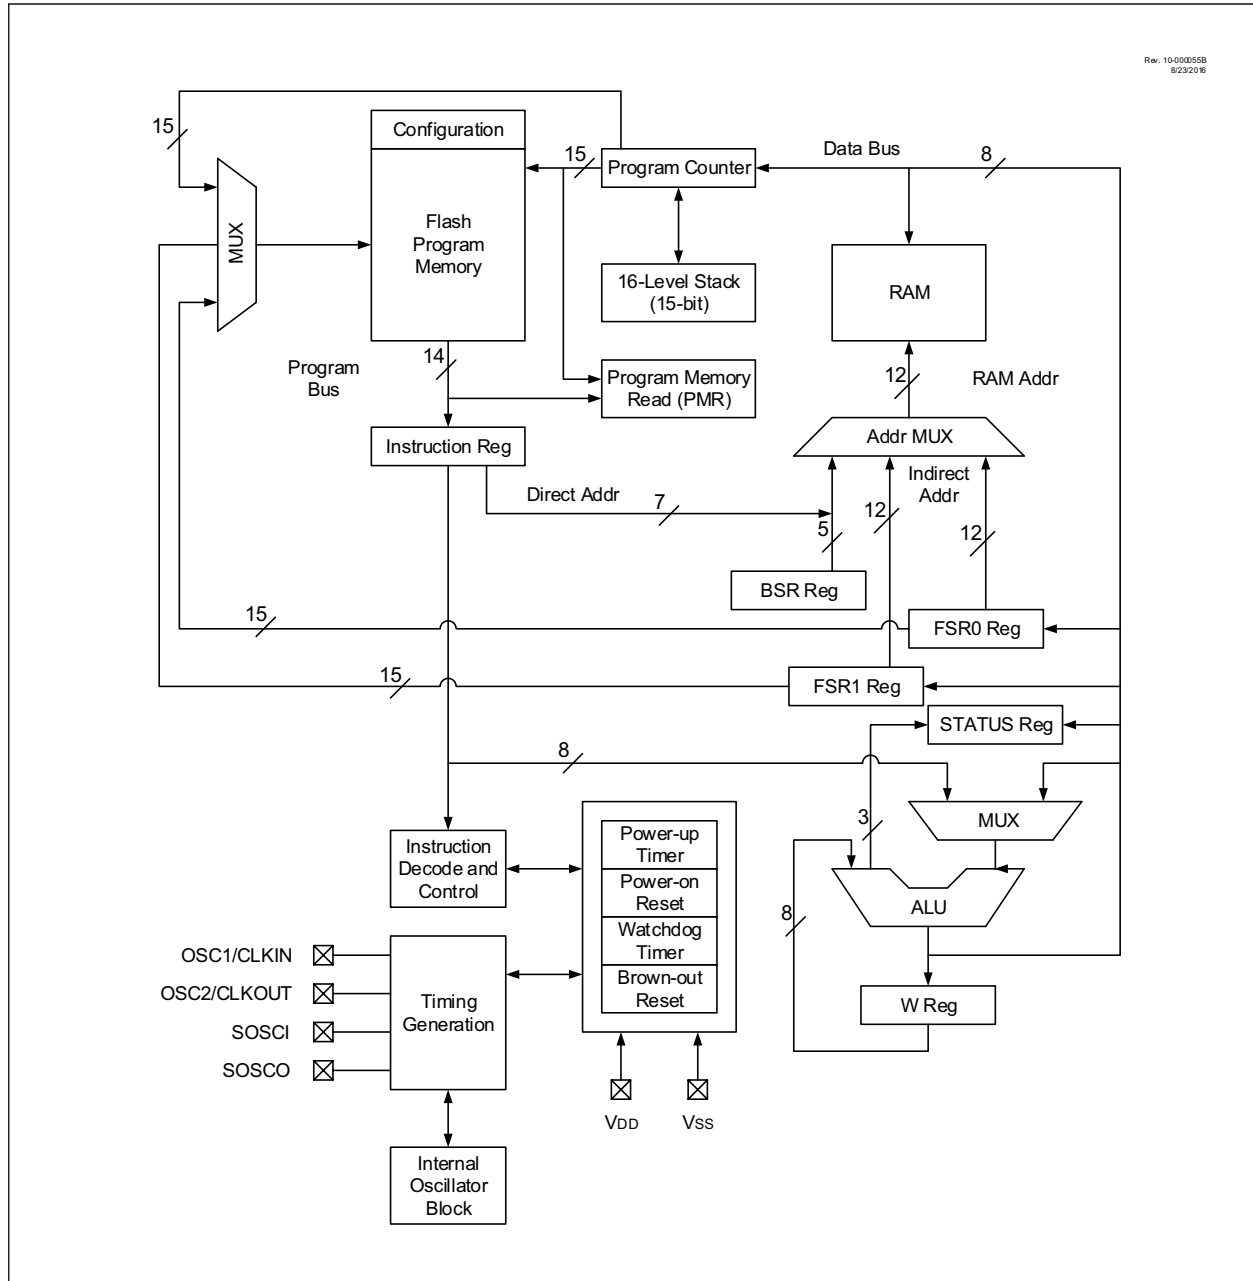 Rev. 10-000055B
8/23/2016
15
Configuration
15
Program Counter
Data Bus
8
MUX
Flash
Program
Memory
16-Level Stack
(15-bit)
RAM
Program
Bus
14
Program Memory
Read (PMR)
12
RAM Addr
Instruction Reg
Addr MUX
Direct Addr
7
Indirect
Addr
5
12
12
BSR Reg
15
FSR0 Reg
15
FSR1 Reg
STATUS Reg
8
3
MUX
Instruction
Decode and
Control
Power-up
Timer
Power-on
Reset
Watchdog
Timer
Brown-out
Reset
8
ALU
OSC1/CLKIN
OSC2/CLKOUT
SOSCI
SOSCO
Timing
Generation
W Reg
VDD
VSS
Internal
Oscillator
Block